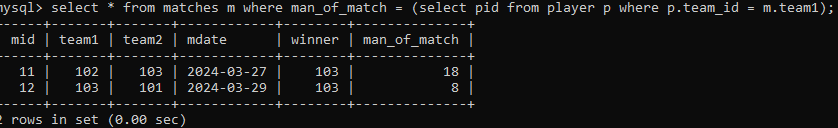 mysql> select * from matches m where man_of_match = (select pid from player p where p.team_id = m.team1);
+-----+-------+-------+------------+--------+--------------+
| mid | team1 | team2 | mdate | winner | man_of_match |
+-----+-------+-------+------------+--------+--------------+
| 11 | 102 | 103 | 2024-03-27 | 103 | 18 |
| 12 | 103 | 101 | 2024-03-29 | 103 | 8 |
+-----+-------+-------+------------+--------+--------------+
2 rows in set (0.00 sec)